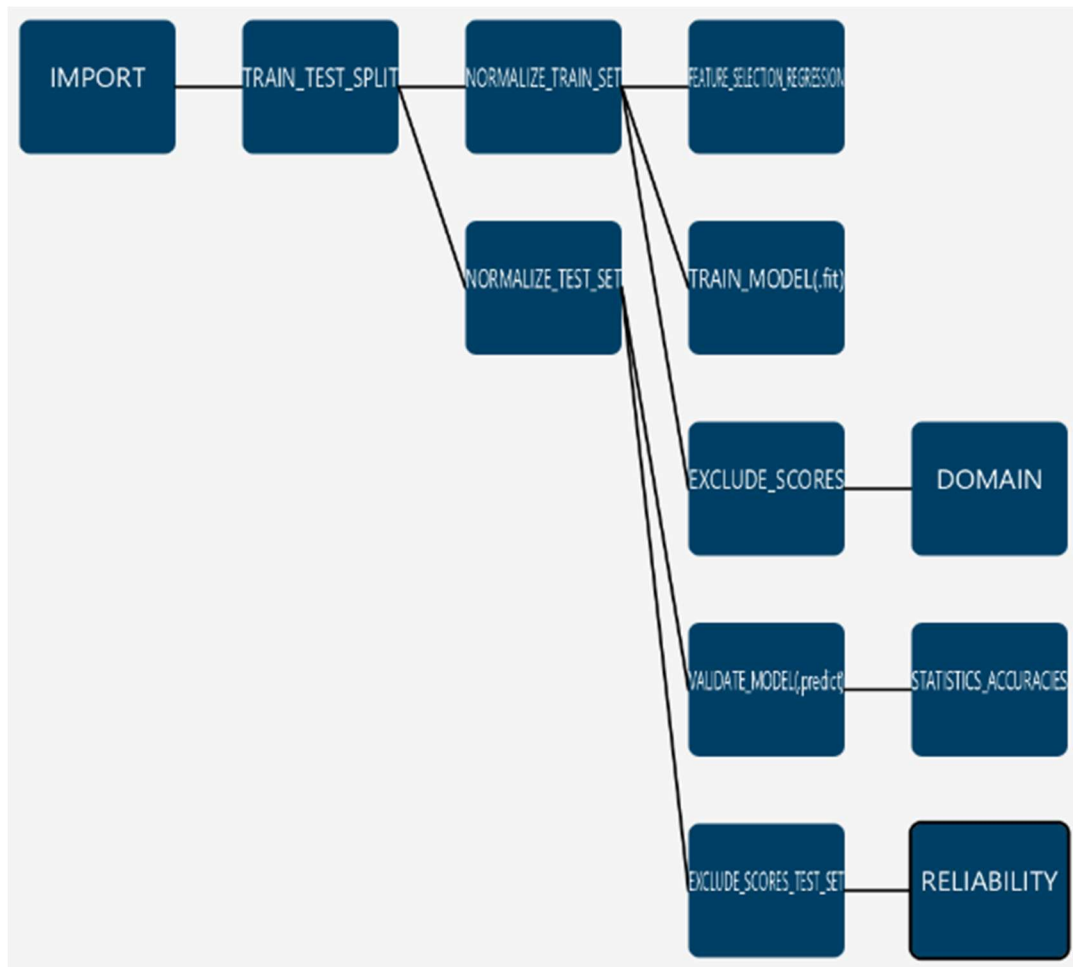 IMPORT
TRAIN_TEST_SPLIT
NORMALIZE_TRAIN_SET
FEATURE_SELECTION_REGRESSION
NORMALIZE_TEST_SET
TRAIN_MODEL(.fit)
EXCLUDE_SCORES
DOMAIN
VALIDATE_MODEL(.predict)
STATISTICS_ACCURACIES
EXCLUDE_SCORES_TEST_SET
RELIABILITY